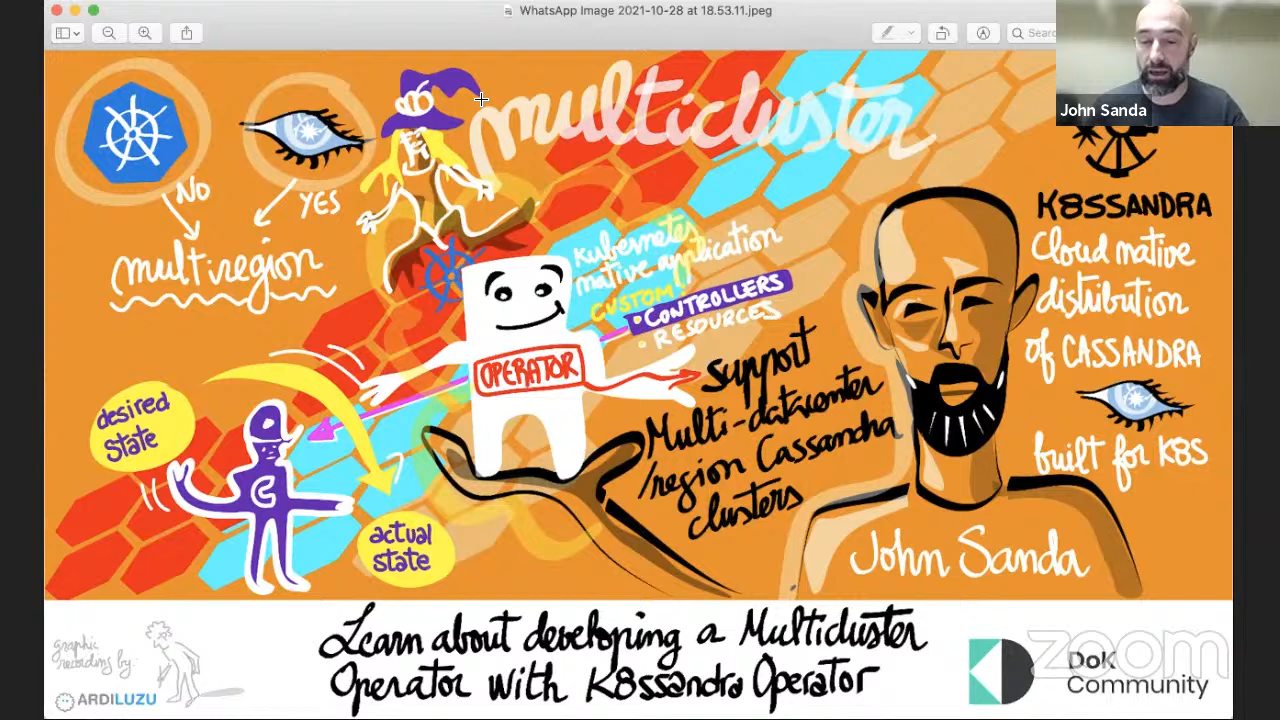 WhatsApp Image 2021-10-28 at 18.53.11.jpeg
Searc
John Sanda
multicluster
NO
YES
multiregion
Kubernetes
native application
CUSTOM
• CONTROLLERS
• RESOURCES
OPERATOR
support
Multi-datacenter
/region Cassandra
clusters
desired
state
C
actual
state
K8SSANDRA
Cloud native
distribution
of CASSANDRA
built for K8S
John Sanda
Learn about developing a Multicluster
Operator with K8ssandra Operator
graphic
recording by:
ARDILUZU
DoK
Community
zoom